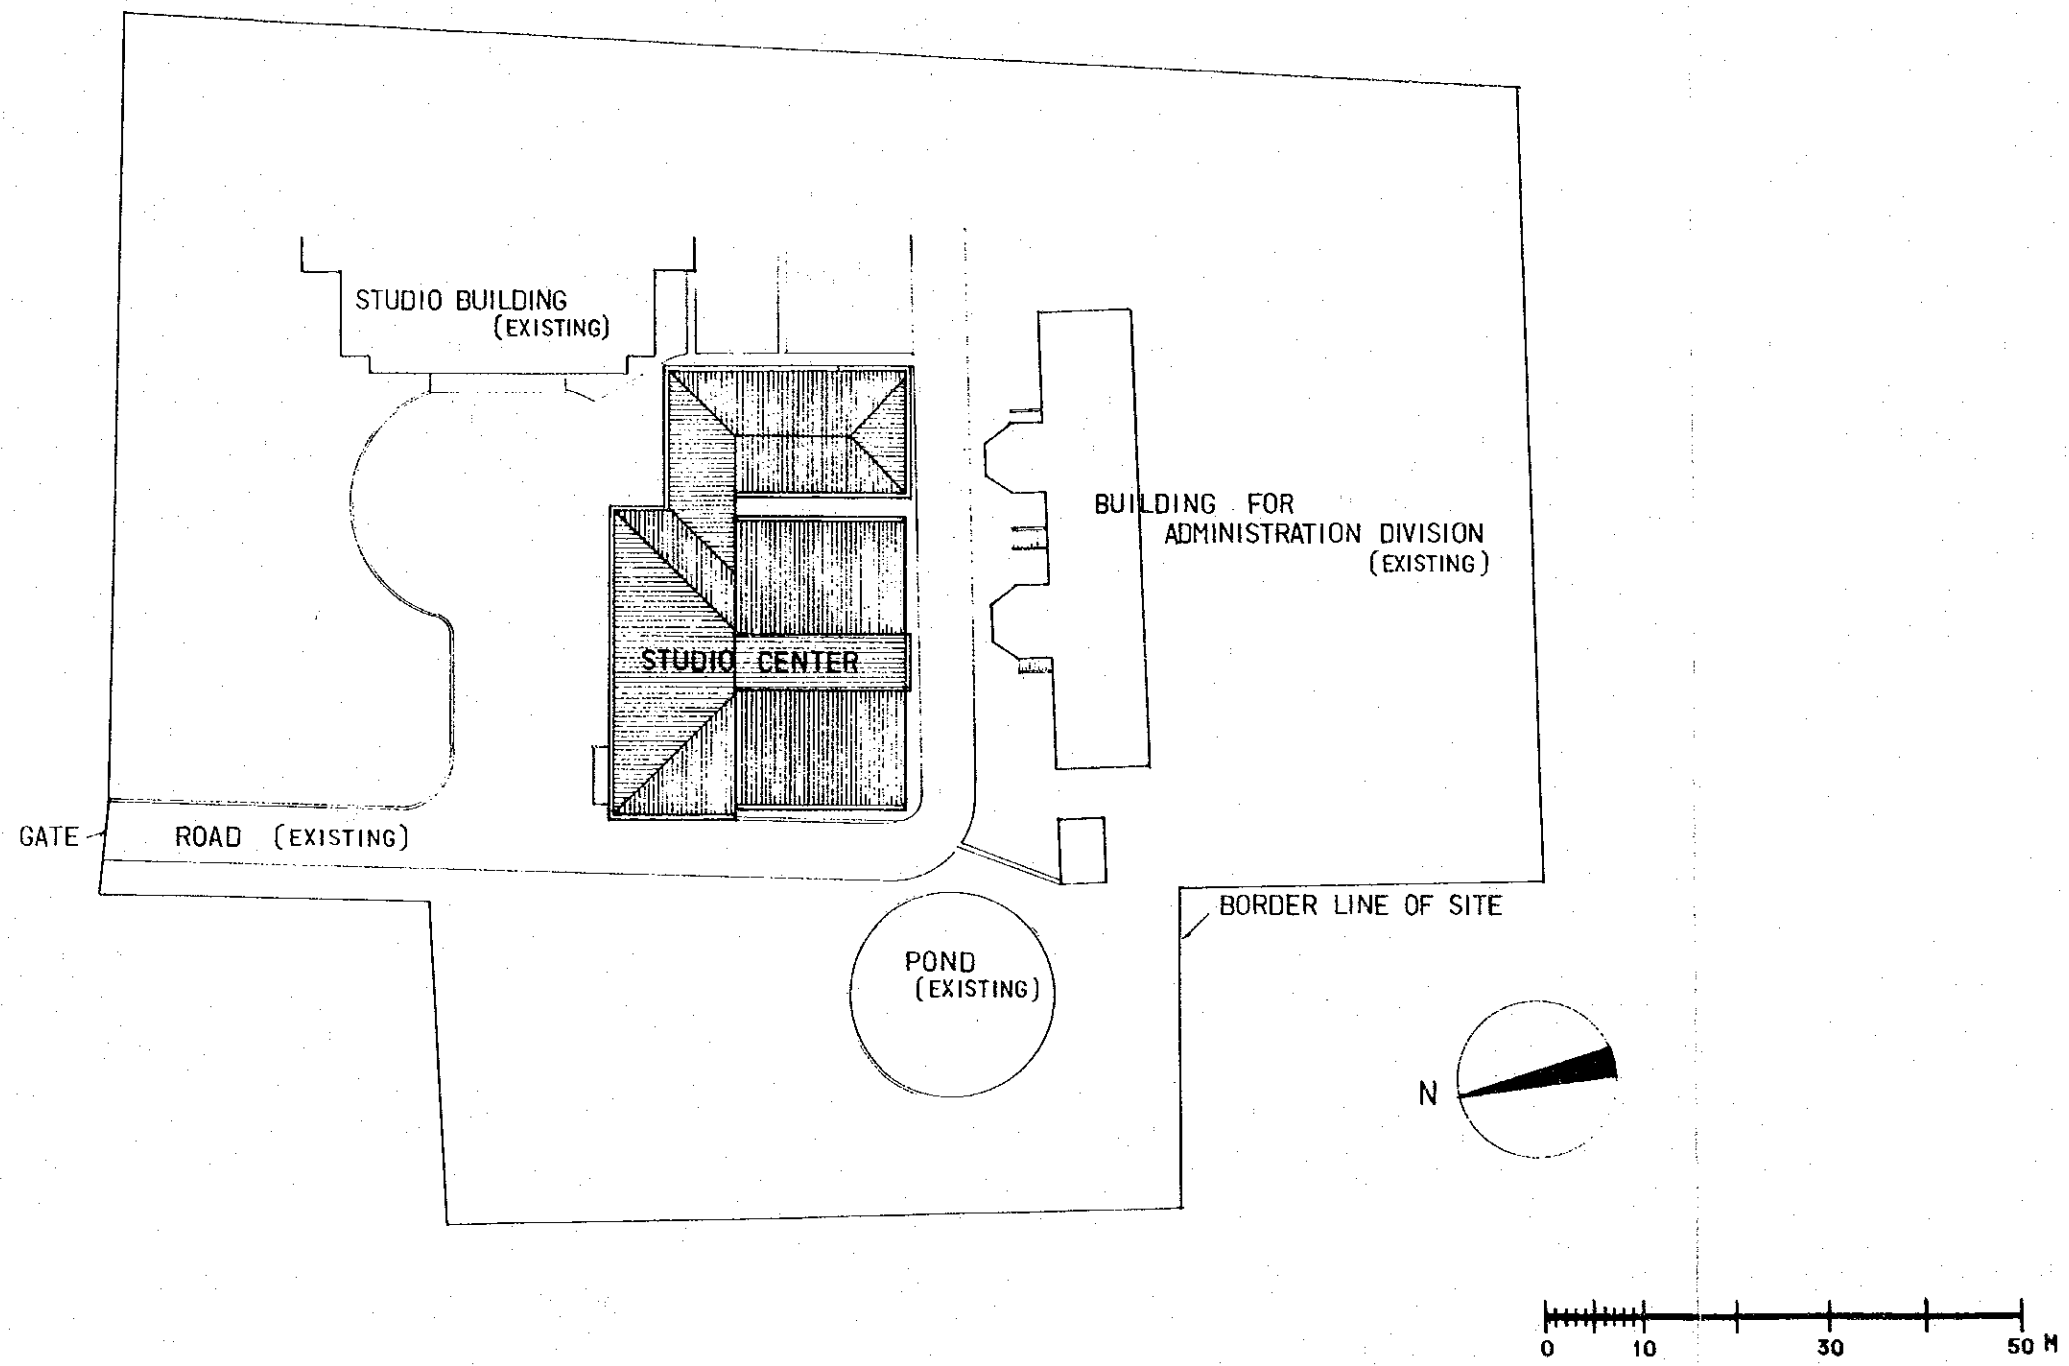 STUDIO BUILDING
(EXISTING)
BUILDING FOR
ADMINISTRATION DIVISION
(EXISTING)
STUDIO CENTER
GATE
ROAD (EXISTING)
BORDER LINE OF SITE
POND
(EXISTING)
N
0 10 30 50 M